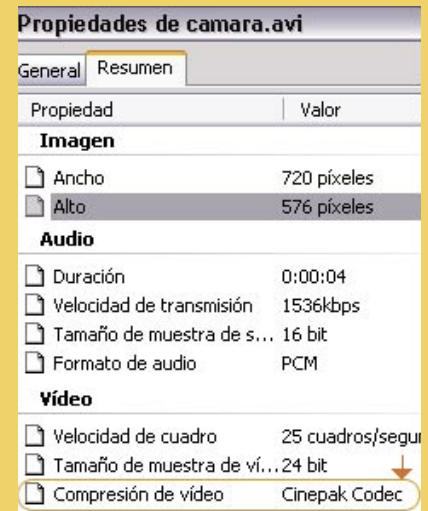 Propiedades de camara.avi
General Resumen
Propiedad Valor
Imagen
Ancho 720 píxeles
Alto 576 píxeles
Audio
Duración 0:00:04
Velocidad de transmisión 1536kbps
Tamaño de muestra de s... 16 bit
Formato de audio PCM
Vídeo
Velocidad de cuadro 25 cuadros/segur
Tamaño de muestra de ví... 24 bit
Compresión de vídeo Cinepak Codec